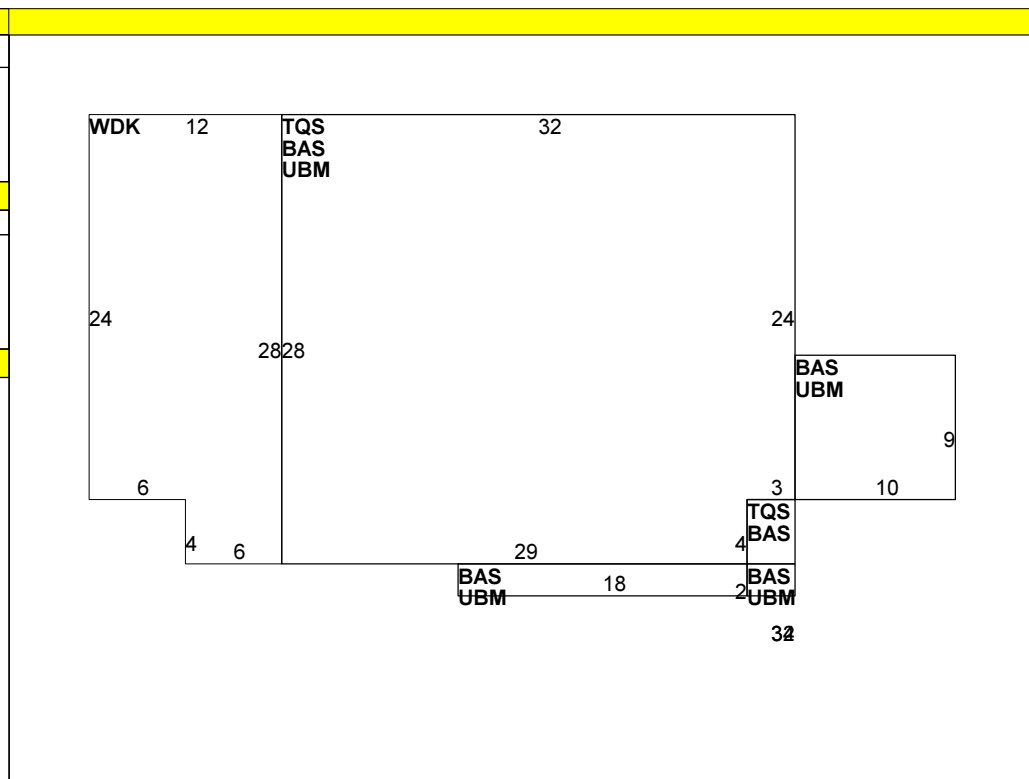 WDK 12 TQS 32
BAS
UBM
24 24
28 28
BAS
UBM
9
6 3 10
TQS
BAS
4 6 29 4
BAS 18 2 BAS
UBM UBM